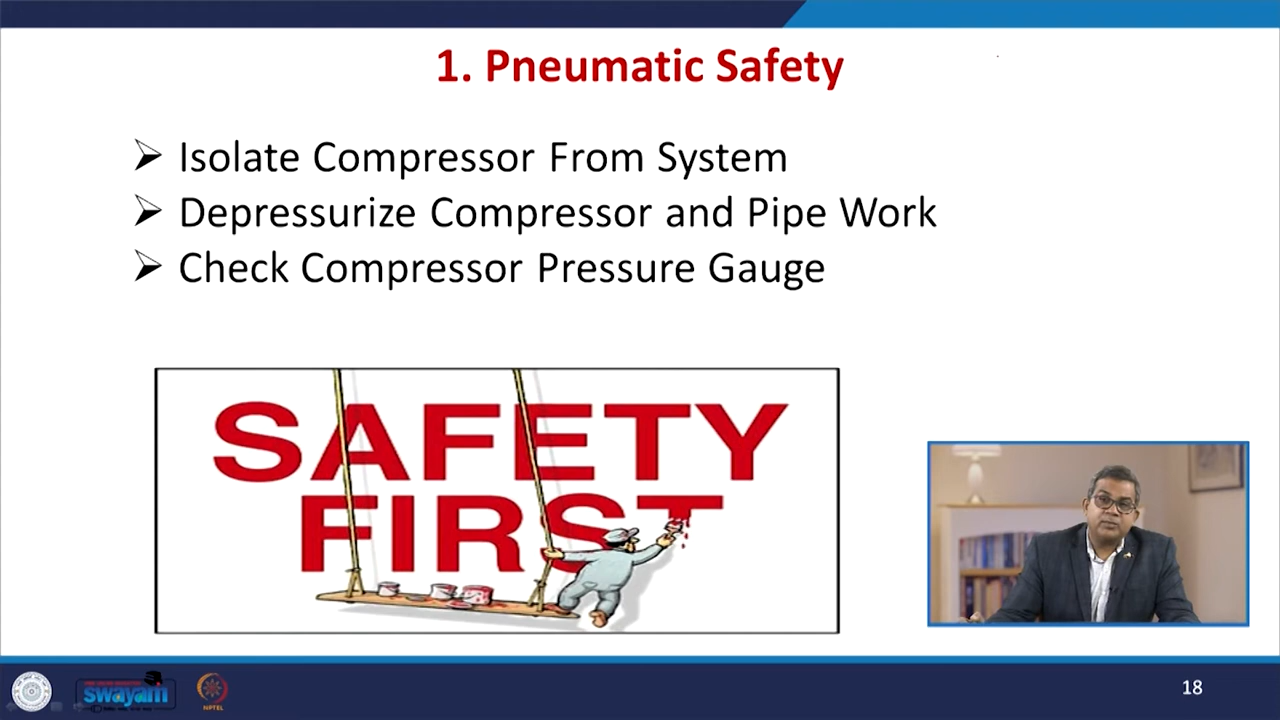 1. Pneumatic Safety
➢ Isolate Compressor From System
➢ Depressurize Compressor and Pipe Work
➢ Check Compressor Pressure Gauge
SAFETY
FIRST
swayam
NPTEL
18